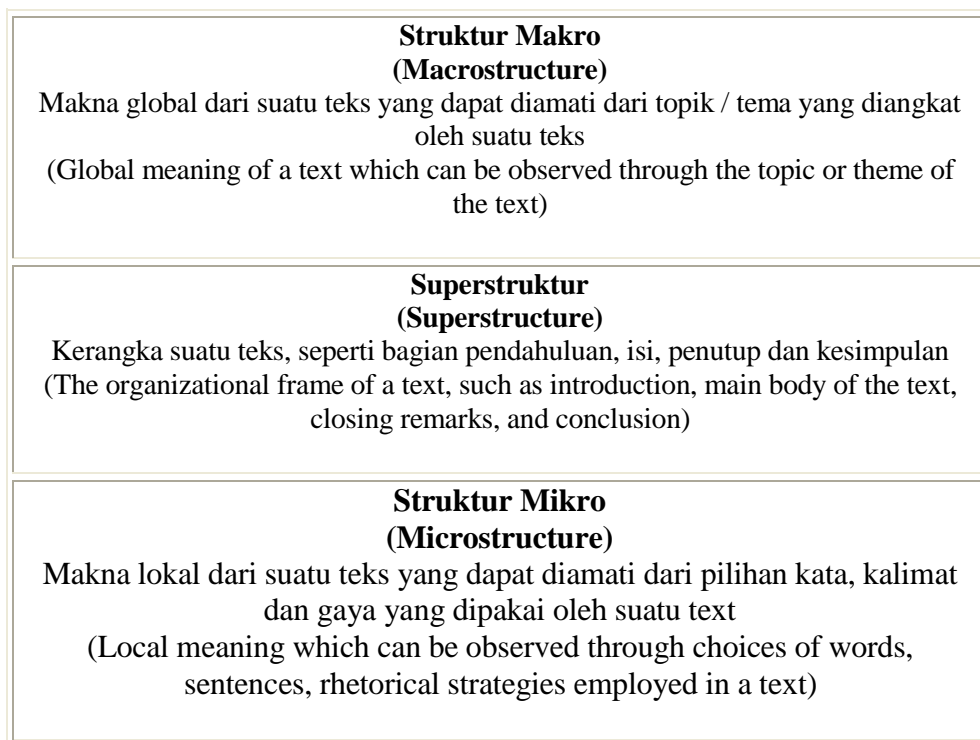 Struktur Makro
(Macrostructure)
Makna global dari suatu teks yang dapat diamati dari topik / tema yang diangkat
oleh suatu teks
(Global meaning of a text which can be observed through the topic or theme of
the text)
Superstruktur
(Superstructure)
Kerangka suatu teks, seperti bagian pendahuluan, isi, penutup dan kesimpulan
(The organizational frame of a text, such as introduction, main body of the text,
closing remarks, and conclusion)
Struktur Mikro
(Microstructure)
Makna lokal dari suatu teks yang dapat diamati dari pilihan kata, kalimat
dan gaya yang dipakai oleh suatu text
(Local meaning which can be observed through choices of words,
sentences, rhetorical strategies employed in a text)